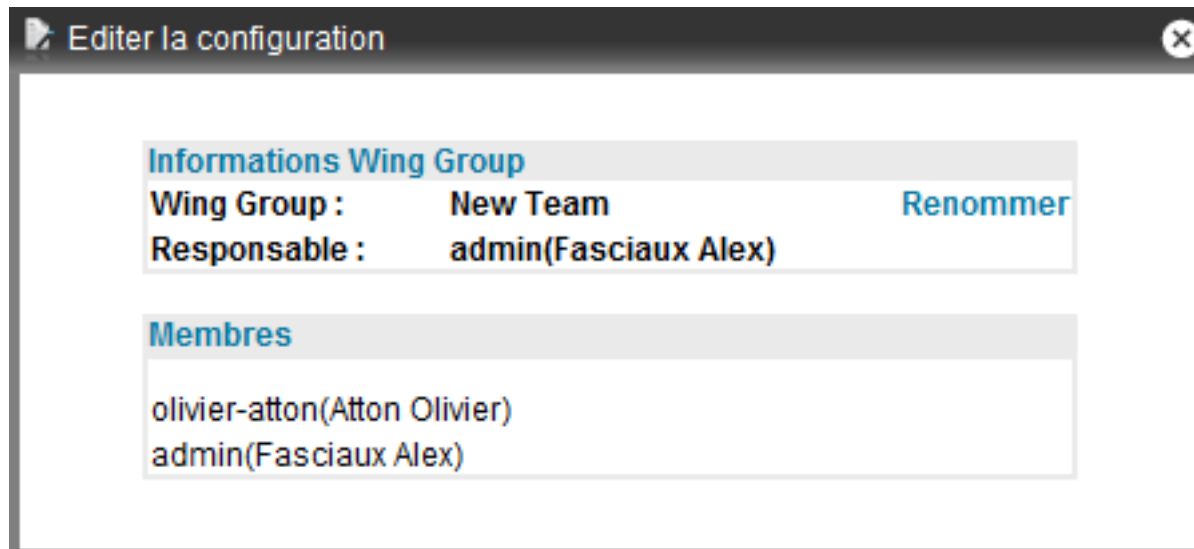 Editer la configuration
Informations Wing Group
Wing Group : New Team Renommer
Responsable : admin(Fasciaux Alex)
Membres
olivier-atton(Atton Olivier)
admin(Fasciaux Alex)